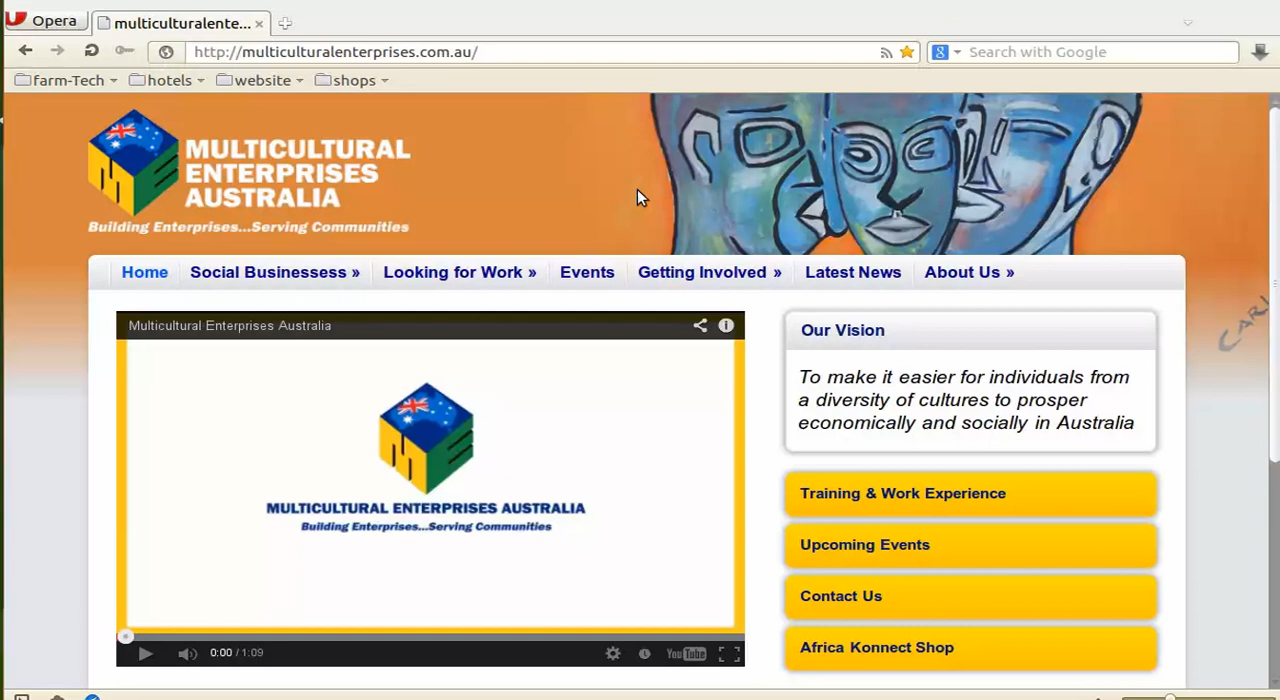 Opera
multiculturalente...
http://multiculturalenterprises.com.au/
Search with Google
farm-Tech
hotels
website
shops
MULTICULTURAL
ENTERPRISES
AUSTRALIA
Building Enterprises...Serving Communities
Home
Social Businessess »
Looking for Work »
Events
Getting Involved »
Latest News
About Us »
Multicultural Enterprises Australia
MULTICULTURAL ENTERPRISES AUSTRALIA
Building Enterprises...Serving Communities
0:00 / 1:09
YouTube
Our Vision
To make it easier for individuals from
a diversity of cultures to prosper
economically and socially in Australia
Training & Work Experience
Upcoming Events
Contact Us
Africa Konnect Shop